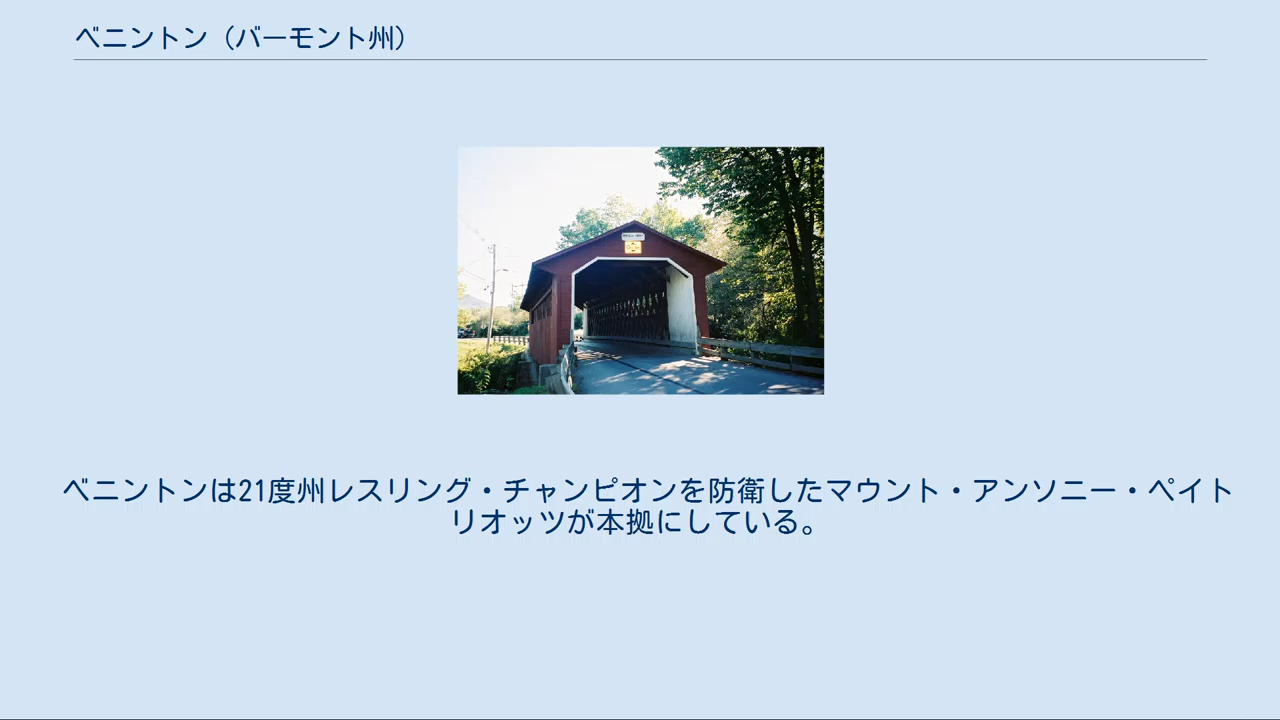 ベニントン（バーモント州）
ベニントンは21度州レスリング・チャンピオンを防衛したマウント・アンソニー・ペイト
リオッツが本拠にしている。